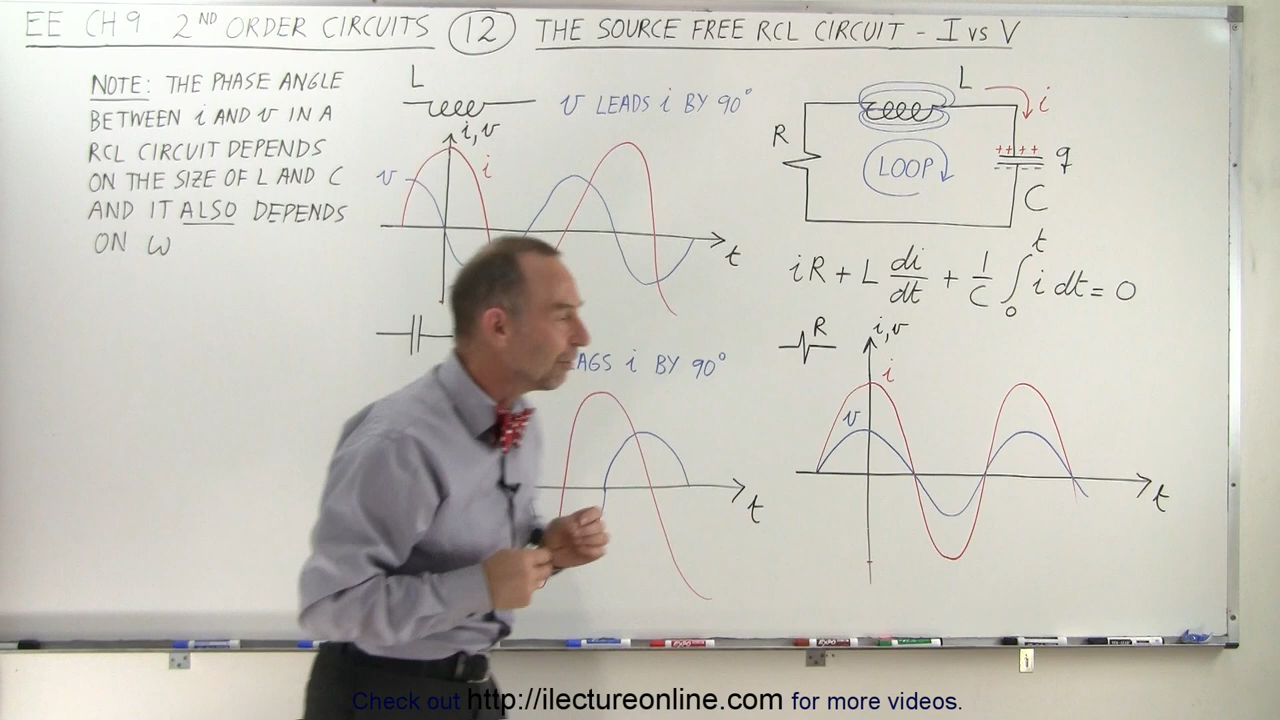 EE CH 9 2ND ORDER CIRCUITS 12 THE SOURCE FREE RCL CIRCUIT - I vs V
NOTE: THE PHASE ANGLE
BETWEEN i AND v IN A
RCL CIRCUIT DEPENDS
ON THE SIZE OF L AND C
AND IT ALSO DEPENDS
ON ω
L
v LEADS i BY 90°
i, v
v
i
t
AGS i BY 90°
t
L
i
R
LOOP
++++
----
q
C
iR + L di/dt + 1/C ∫₀ᵗ i dt = 0
R
i, v
i
v
t
Check out http://ilectureonline.com for more videos.